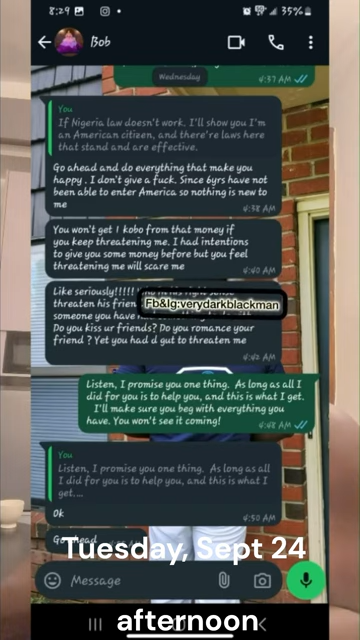 8:29
35%
Bob
4:37 AM
Wednesday
You
If Nigeria law doesn't work. I'll show you I'm
an American citizen, and there're laws here
that stand and are effective.
Go ahead and do everything that make you
happy . I don't give a fuck. Since 6yrs have not
been able to enter America so nothing is new to
me
4:38 AM
You won't get 1 kobo from that money if
you keep threatening me. I had intentions
to give you some money before but you feel
threatening me will scare me
4:40 AM
Like seriously!!!!!
threaten his frien
Fb&Ig:verydarkblackman
someone you have
Do you kiss ur friends? Do you romance your
friend ? Yet you had d gut to threaten me
4:42 AM
Listen, I promise you one thing. As long as all I
did for you is to help you, and this is what I get.
I'll make sure you beg with everything you
have. You won't see it coming!
4:48 AM
You
Listen, I promise you one thing. As long as all
I did for you is to help you, and this is what I
get...
Ok
4:50 AM
Tuesday, Sept 24
Message
afternoon